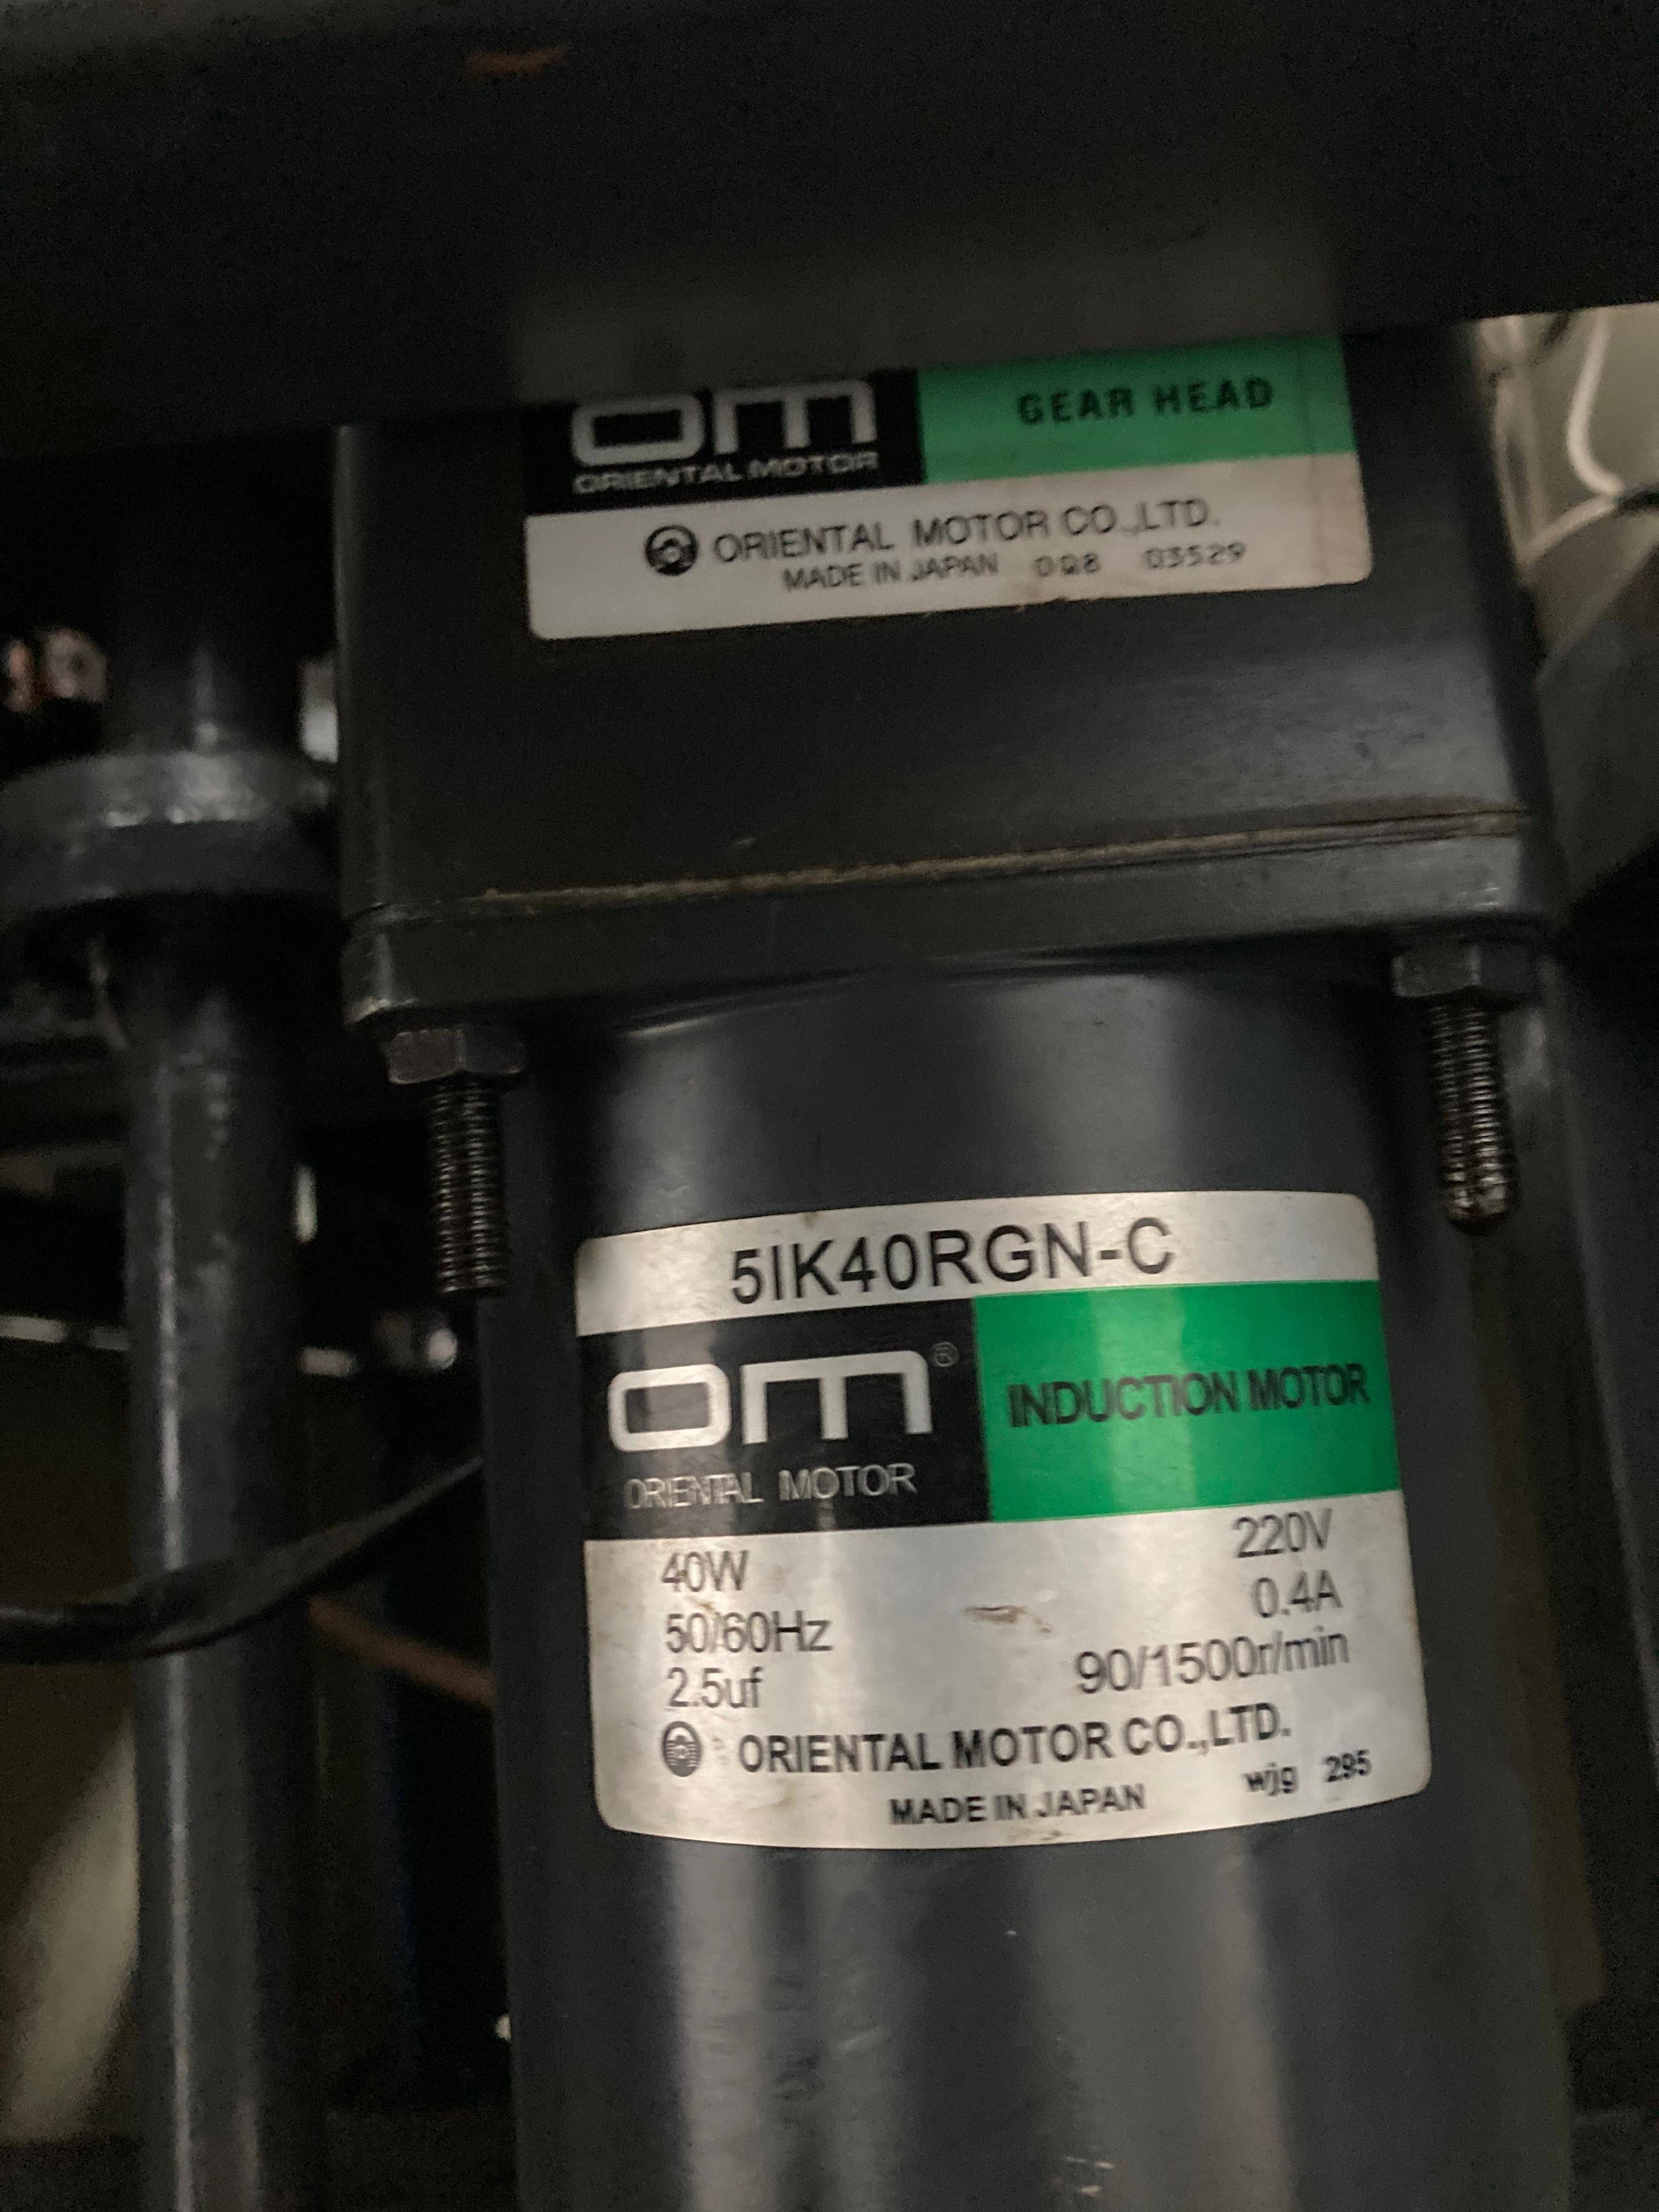 om
GEAR HEAD
ORIENTAL MOTOR
ORIENTAL MOTOR CO.,LTD.
MADE IN JAPAN 0Q8 03529
5IK40RGN-C
om®
INDUCTION MOTOR
ORIENTAL MOTOR
40W 220V
50/60Hz 0.4A
2.5uf 90/1500r/min
ORIENTAL MOTOR CO.,LTD.
MADE IN JAPAN wjg 295